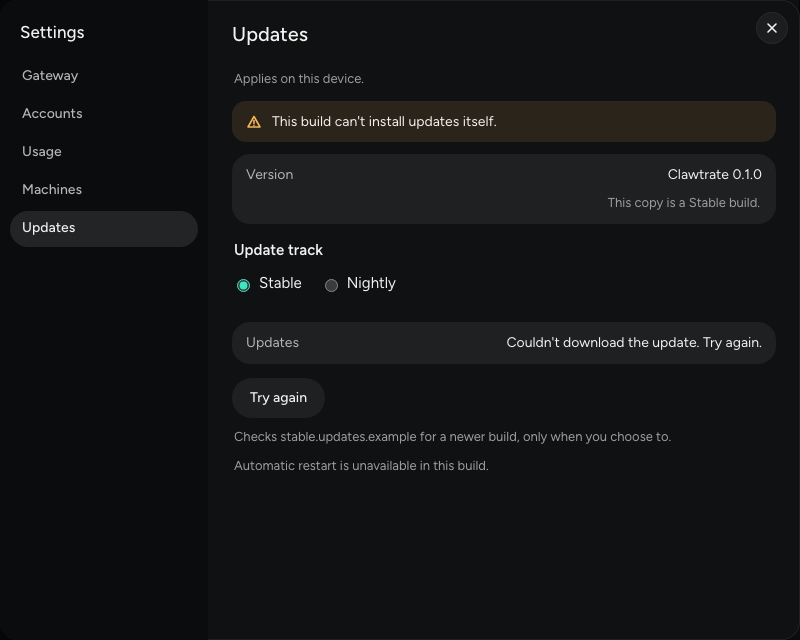 Settings
Gateway
Accounts
Usage
Machines
Updates
Updates
Applies on this device.
This build can't install updates itself.
Version
Clawtrate 0.1.0
This copy is a Stable build.
Update track
Stable
Nightly
Updates
Couldn't download the update. Try again.
Try again
Checks stable.updates.example for a newer build, only when you choose to.
Automatic restart is unavailable in this build.